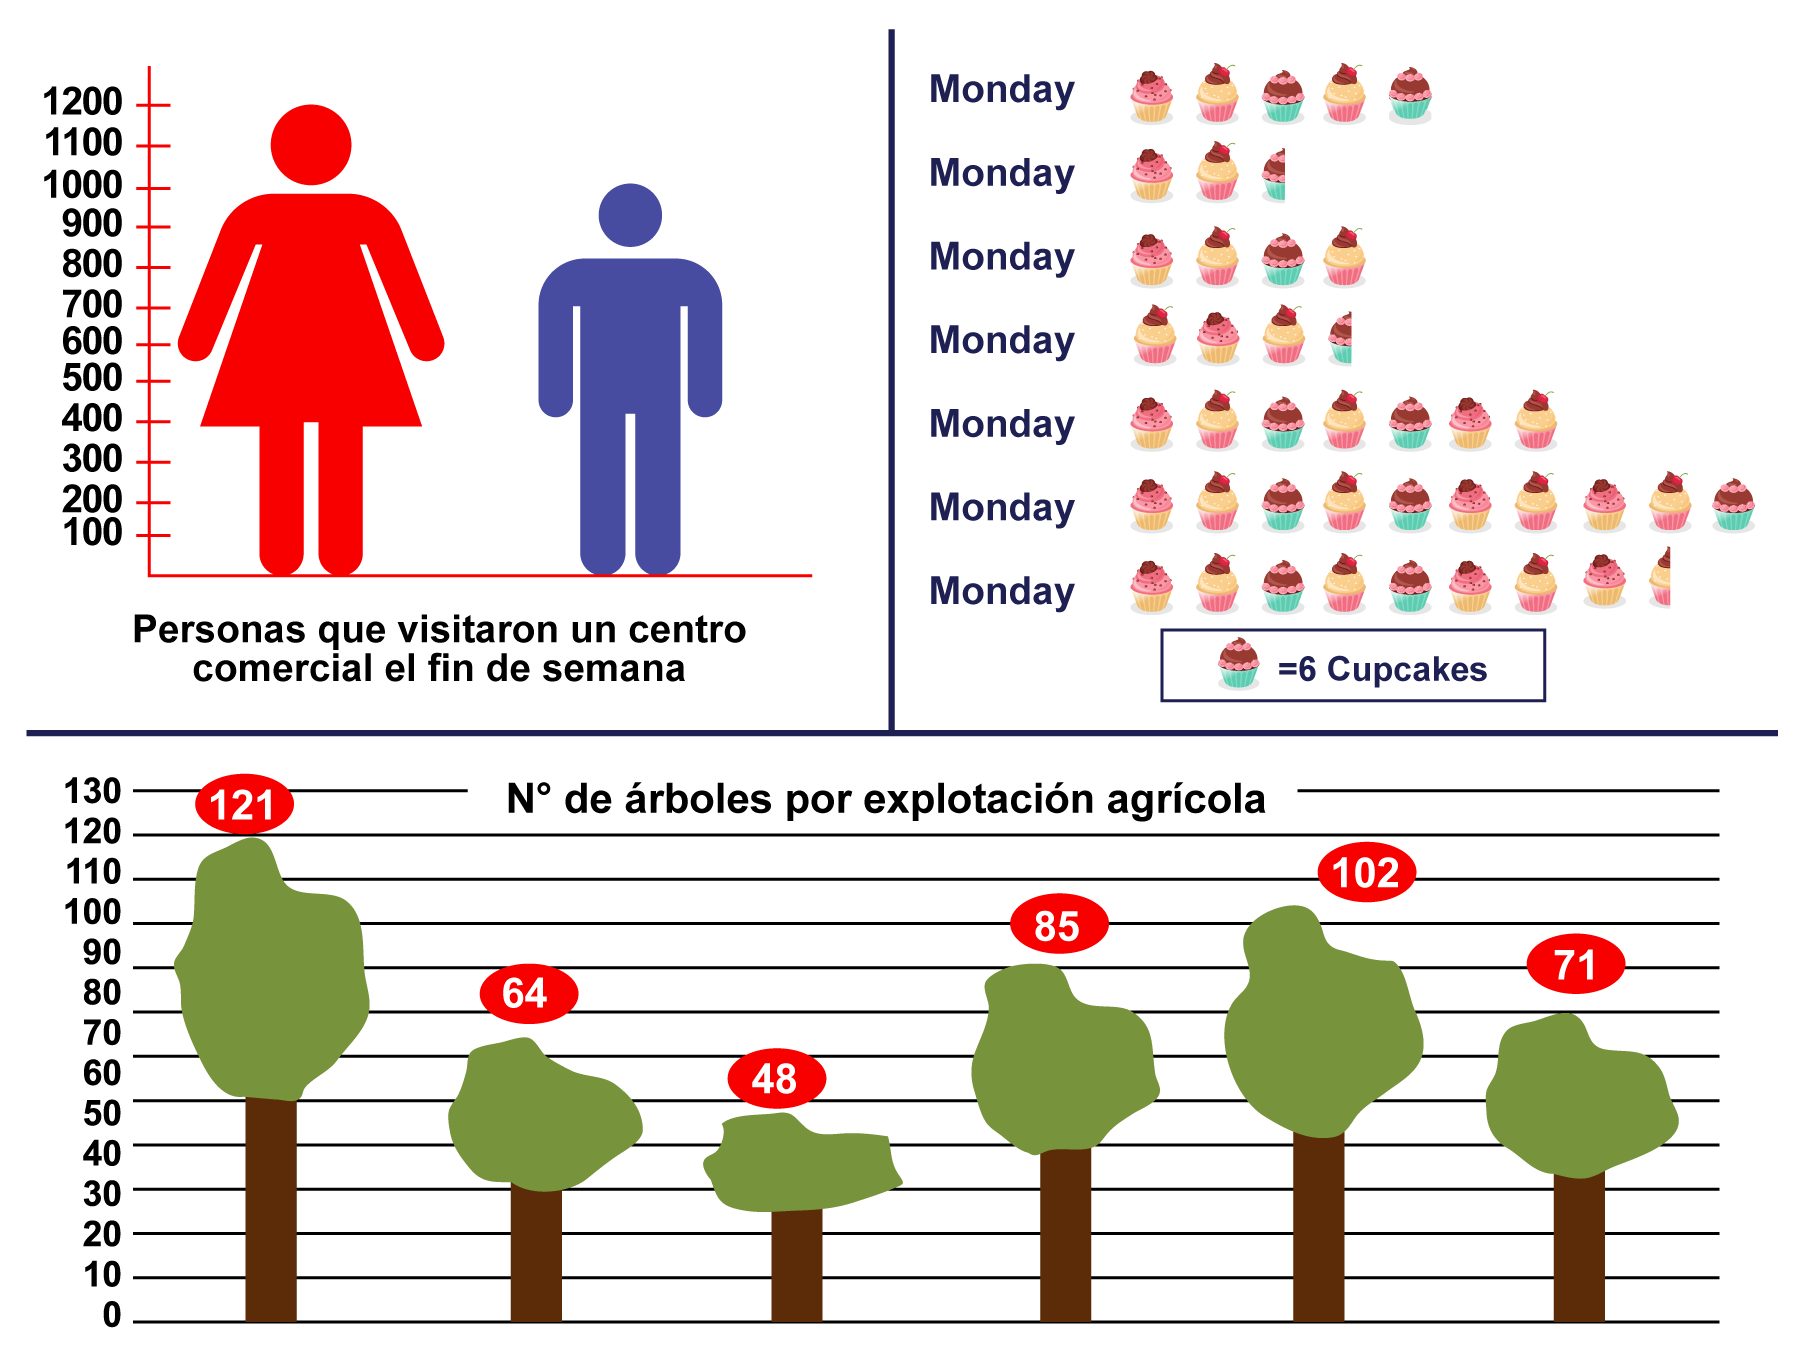 1200
1100
1000
900
800
700
600
500
400
300
200
100
Personas que visitaron un centro
comercial el fin de semana
Monday
Monday
Monday
Monday
Monday
Monday
Monday
=6 Cupcakes
N° de árboles por explotación agrícola
130
120
110
100
90
80
70
60
50
40
30
20
10
0
121
64
48
85
102
71